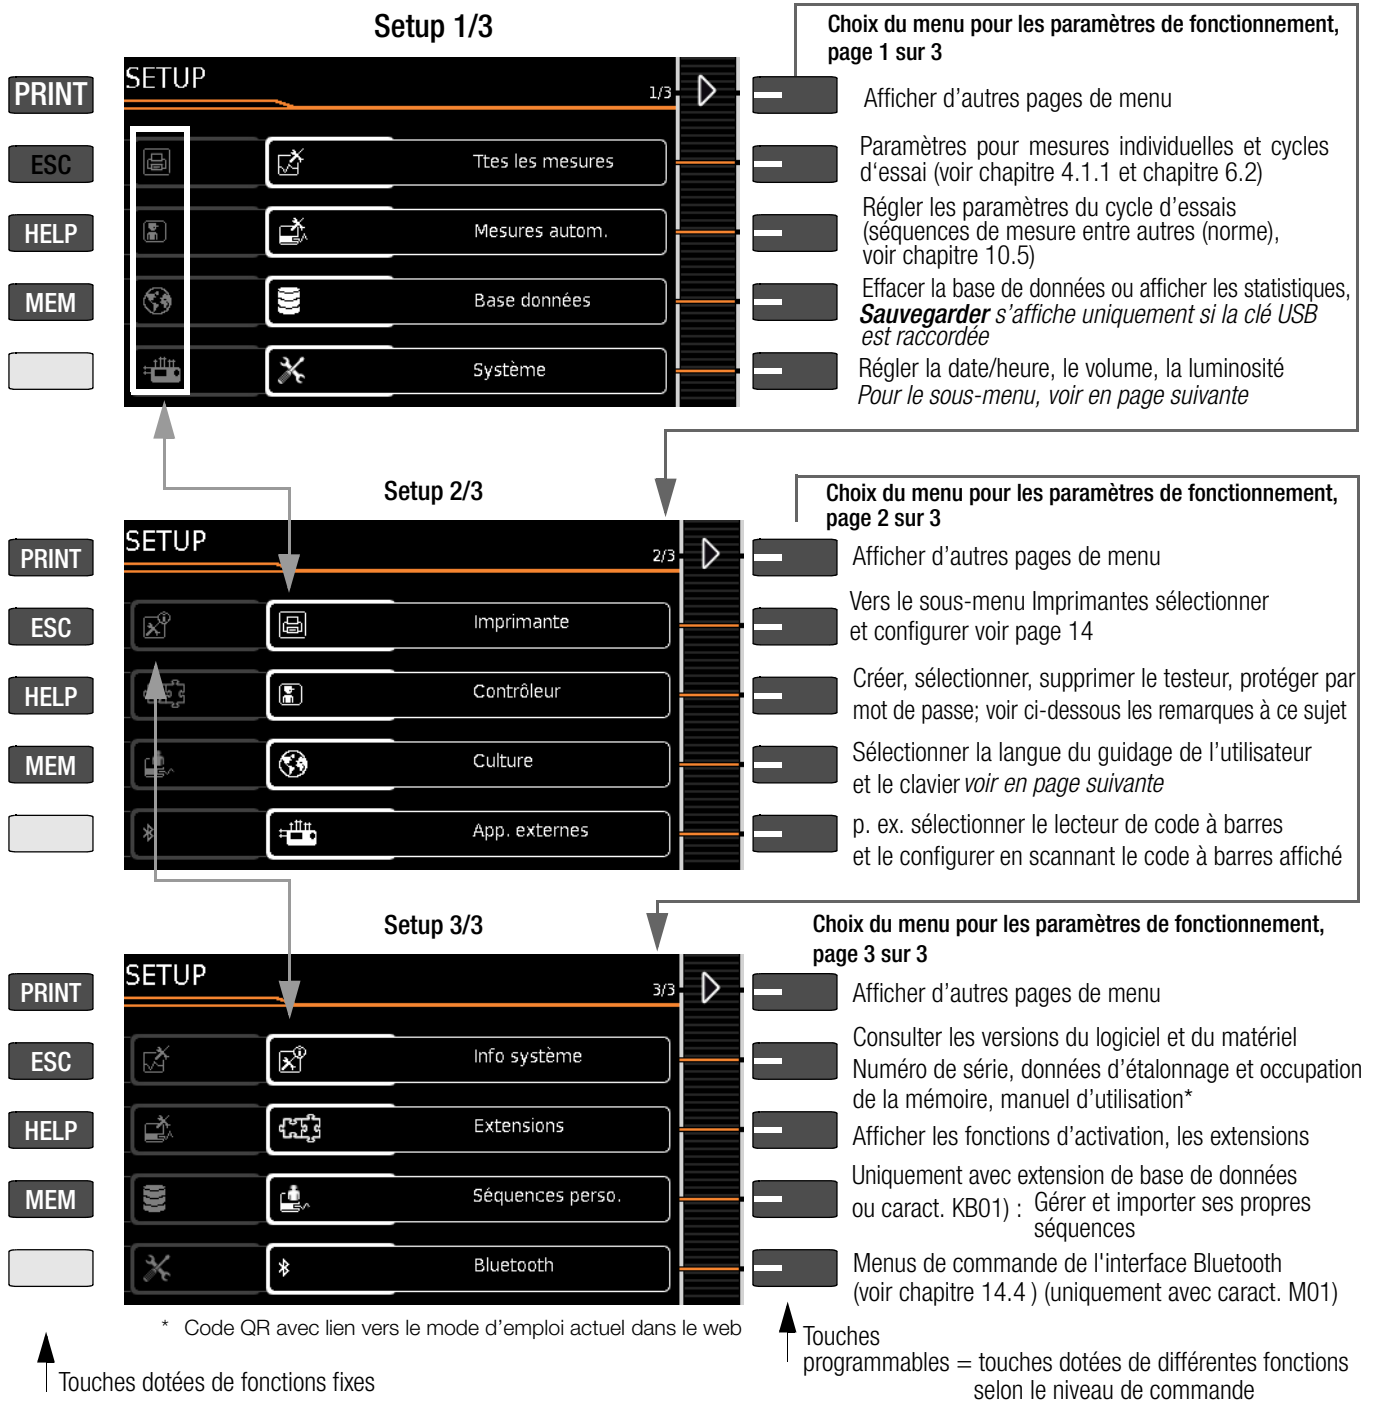 Setup 1/3
Choix du menu pour les paramètres de fonctionnement,
page 1 sur 3
PRINT
SETUP
1/3
Afficher d'autres pages de menu
ESC
Ttes les mesures
Paramètres pour mesures individuelles et cycles
d'essai (voir chapitre 4.1.1 et chapitre 6.2)
HELP
Mesures autom.
Régler les paramètres du cycle d'essais
(séquences de mesure entre autres (norme),
voir chapitre 10.5)
MEM
Base données
Effacer la base de données ou afficher les statistiques,
Sauvegarder s'affiche uniquement si la clé USB
est raccordée
Système
Régler la date/heure, le volume, la luminosité
Pour le sous-menu, voir en page suivante
Setup 2/3
Choix du menu pour les paramètres de fonctionnement,
page 2 sur 3
PRINT
SETUP
2/3
Afficher d'autres pages de menu
ESC
Imprimante
Vers le sous-menu Imprimantes sélectionner
et configurer voir page 14
HELP
Contrôleur
Créer, sélectionner, supprimer le testeur, protéger par
mot de passe; voir ci-dessous les remarques à ce sujet
MEM
Culture
Sélectionner la langue du guidage de l'utilisateur
et le clavier voir en page suivante
App. externes
p. ex. sélectionner le lecteur de code à barres
et le configurer en scannant le code à barres affiché
Setup 3/3
Choix du menu pour les paramètres de fonctionnement,
page 3 sur 3
PRINT
SETUP
3/3
Afficher d'autres pages de menu
ESC
Info système
Consulter les versions du logiciel et du matériel
Numéro de série, données d'étalonnage et occupation
de la mémoire, manuel d'utilisation*
HELP
Extensions
Afficher les fonctions d'activation, les extensions
MEM
Séquences perso.
Uniquement avec extension de base de données
ou caract. KB01) : Gérer et importer ses propres
séquences
Bluetooth
Menus de commande de l'interface Bluetooth
(voir chapitre 14.4 ) (uniquement avec caract. M01)
* Code QR avec lien vers le mode d'emploi actuel dans le web
Touches
programmables = touches dotées de différentes fonctions
selon le niveau de commande
Touches dotées de fonctions fixes